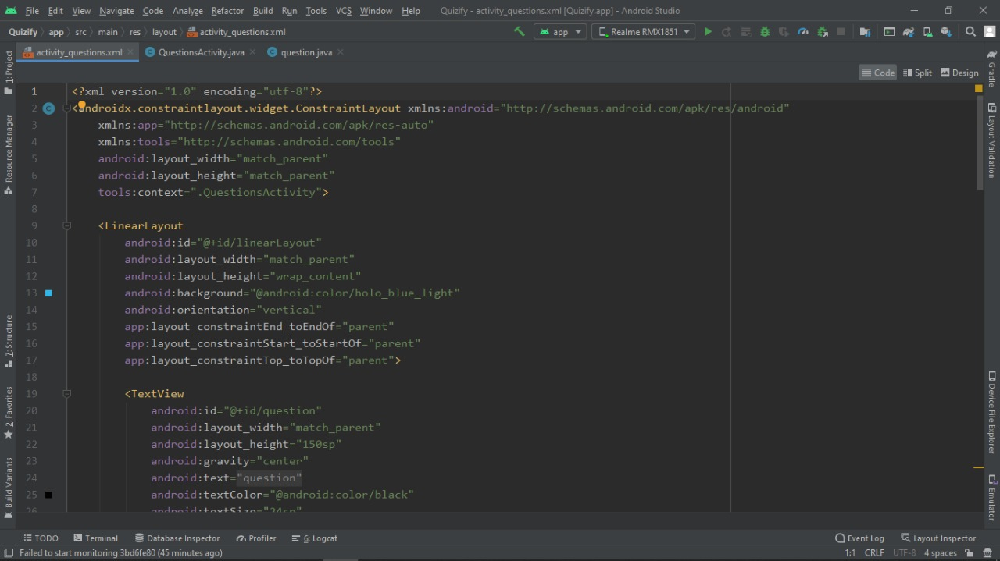 File Edit View Navigate Code Analyze Refactor Build Run Tools VCS Window Help Quizify - activity_questions.xml [Quizify.app] - Android Studio
Quizify app src main res layout activity_questions.xml app Realme RMX1851
activity_questions.xml QuestionsActivity.java question.java
Code Split Design
1 <?xml version="1.0" encoding="utf-8"?>
2 <androidx.constraintlayout.widget.ConstraintLayout xmlns:android="http://schemas.android.com/apk/res/android"
3 xmlns:app="http://schemas.android.com/apk/res-auto"
4 xmlns:tools="http://schemas.android.com/tools"
5 android:layout_width="match_parent"
6 android:layout_height="match_parent"
7 tools:context=".QuestionsActivity">
8
9 <LinearLayout
10 android:id="@+id/linearLayout"
11 android:layout_width="match_parent"
12 android:layout_height="wrap_content"
13 android:background="@android:color/holo_blue_light"
14 android:orientation="vertical"
15 app:layout_constraintEnd_toEndOf="parent"
16 app:layout_constraintStart_toStartOf="parent"
17 app:layout_constraintTop_toTopOf="parent">
18
19 <TextView
20 android:id="@+id/question"
21 android:layout_width="match_parent"
22 android:layout_height="150sp"
23 android:gravity="center"
24 android:text="question"
25 android:textColor="@android:color/black"
26 android:textSize="24sp"
1: Project
Resource Manager
7: Structure
2: Favorites
Build Variants
Gradle
Layout Validation
Device File Explorer
Emulator
TODO Terminal Database Inspector Profiler 6: Logcat Event Log Layout Inspector
Failed to start monitoring 3bd6fe80 (45 minutes ago) 1:1 CRLF UTF-8 4 spaces